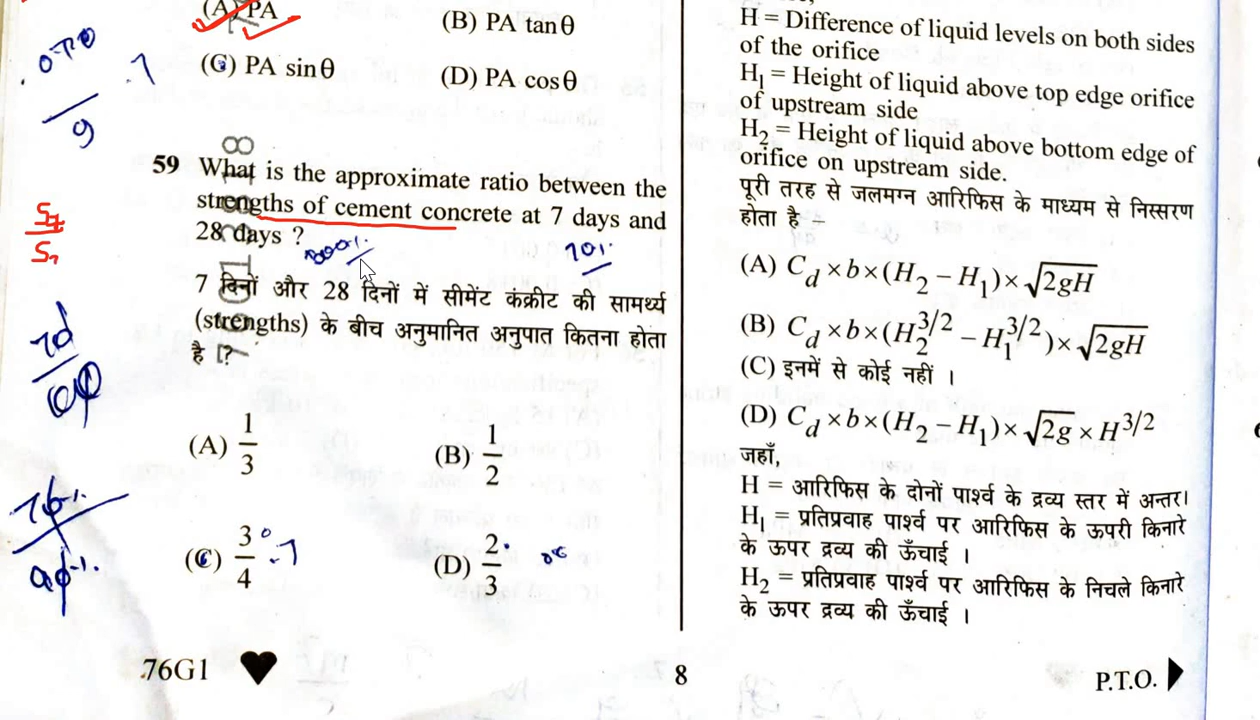 (A) PA
(B) PA tanθ
(C) PA sinθ
(D) PA cosθ
59 What is the approximate ratio between the
strengths of cement concrete at 7 days and
28 days ?
7 दिनों और 28 दिनों में सीमेंट कंक्रीट की सामर्थ्य
(strengths) के बीच अनुमानित अनुपात कितना होता
है ?
(A) 1/3
(B) 1/2
(C) 3/4
(D) 2/3
76G1
8
H = Difference of liquid levels on both sides
of the orifice
H₁ = Height of liquid above top edge orifice
of upstream side
H₂ = Height of liquid above bottom edge of
orifice on upstream side.
पूरी तरह से जलमग्न आरिफिस के माध्यम से निस्सरण
होता है –
(A) C_d × b × (H₂ − H₁) × √2gH
(B) C_d × b × (H₂^3/2 − H₁^3/2) × √2gH
(C) इनमें से कोई नहीं ।
(D) C_d × b × (H₂ − H₁) × √2g × H^3/2
जहाँ,
H = आरिफिस के दोनों पार्श्व के द्रव्य स्तर में अन्तर।
H₁ = प्रतिप्रवाह पार्श्व पर आरिफिस के ऊपरी किनारे
के ऊपर द्रव्य की ऊँचाई ।
H₂ = प्रतिप्रवाह पार्श्व पर आरिफिस के निचले किनारे
के ऊपर द्रव्य की ऊँचाई ।
P.T.O.